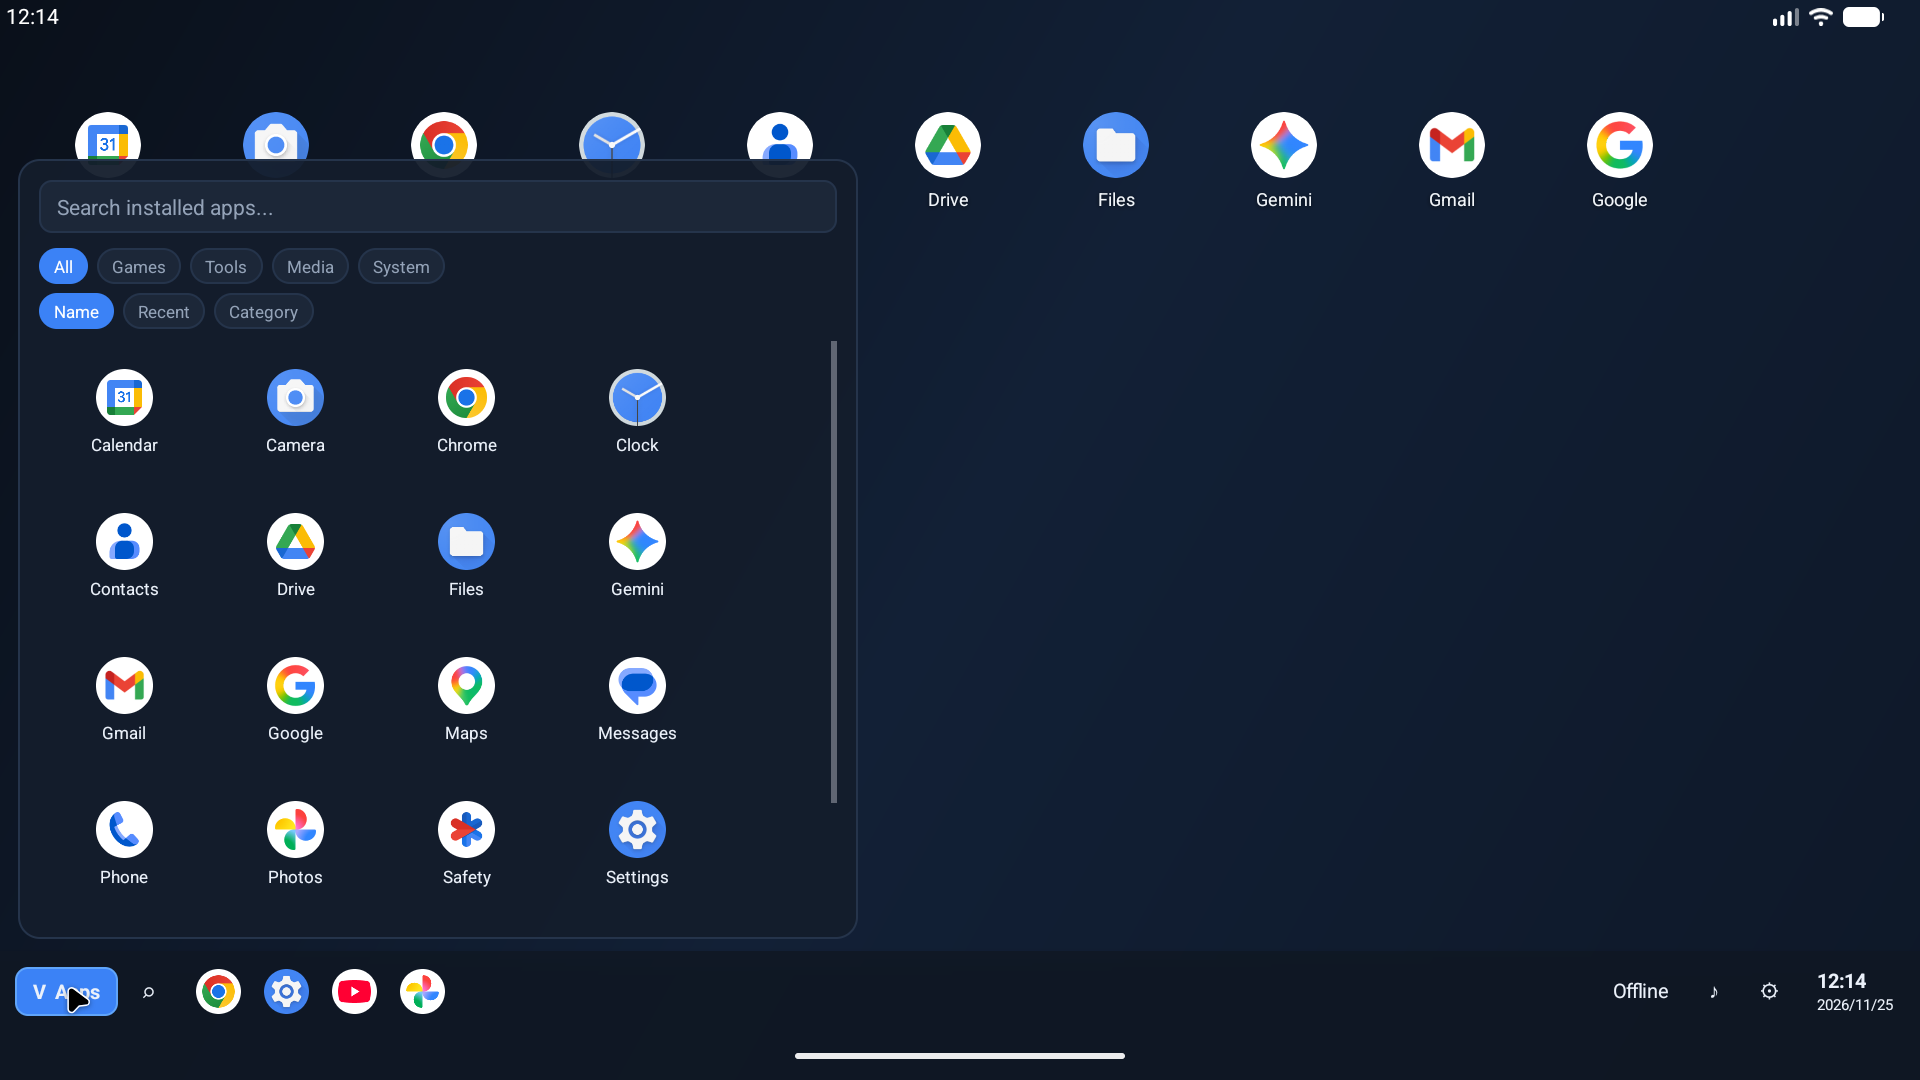 12:14
Drive
Files
Gemini
Gmail
Google
Search installed apps...
All
Games
Tools
Media
System
Name
Recent
Category
31
Calendar
Camera
Chrome
Clock
Contacts
Drive
Files
Gemini
Gmail
Google
Maps
Messages
Phone
Photos
Safety
Settings
V Apps
Offline
12:14
2026/11/25